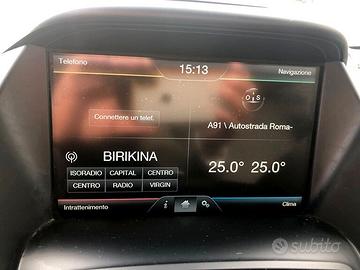 Telefono
15:13
Navigazione
Connettere un telef.
O S
A91 \ Autostrada Roma-
BIRIKINA
25.0° 25.0°
ISORADIO CAPITAL CENTRO
CENTRO RADIO VIRGIN
Intrattenimento
Clima
subito